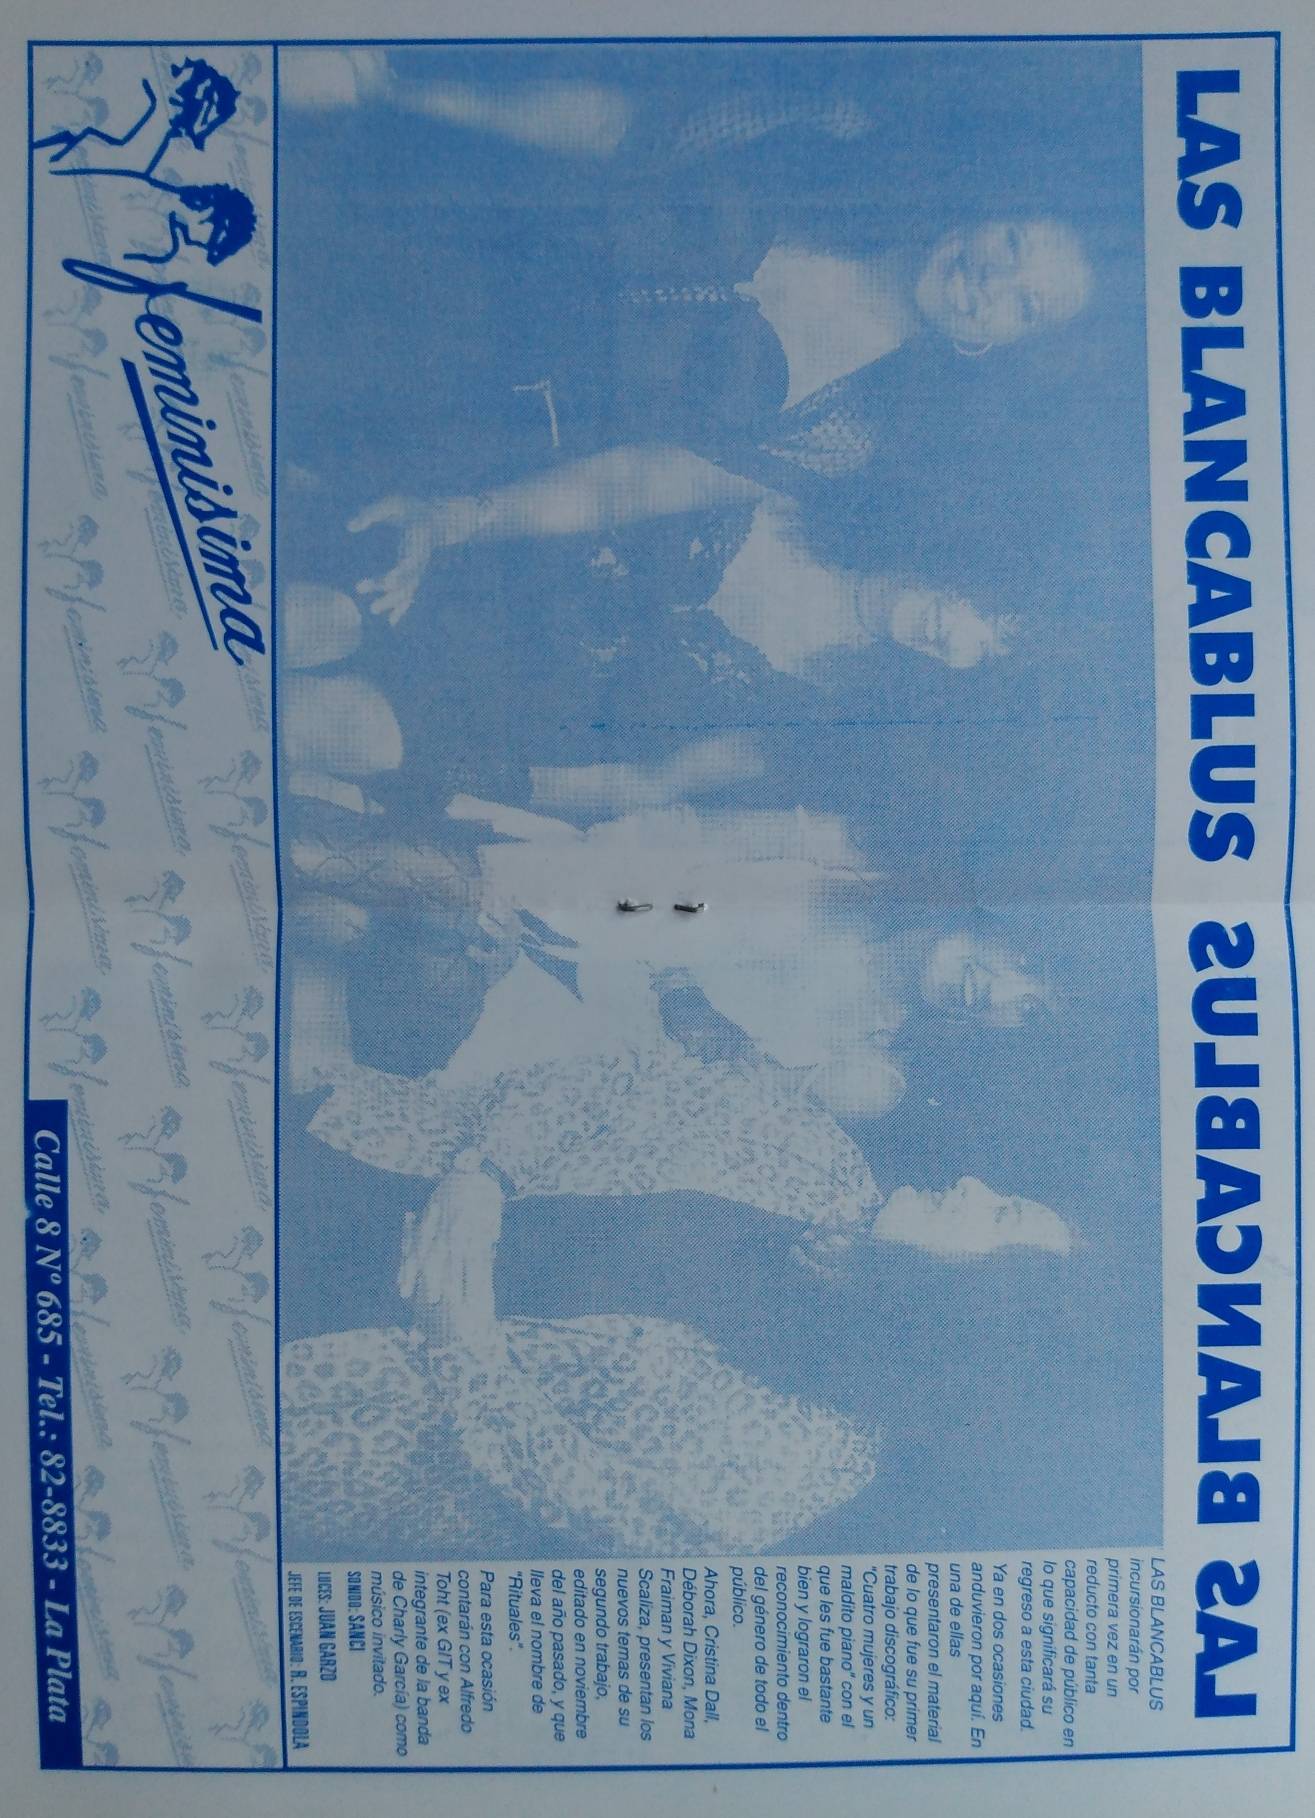 LAS BLANCABLUS LAS BLANCABLUS
LAS BLANCABLUS
incursionarán por
primera vez en un
reducto con tanta
capacidad de público en
lo que significará su
regreso a esta ciudad.
Ya en dos ocasiones
anduvieron por aquí. En
una de ellas
presentaron el material
de lo que fue su primer
trabajo discográfico:
"Cuatro mujeres y un
maldito piano" con el
que les fue bastante
bien y lograron el
reconocimiento dentro
del género de todo el
público.
Ahora, Cristina Dall,
Déborah Dixon, Mona
Fraiman y Viviana
Scaliza, presentan los
nuevos temas de su
segundo trabajo,
editado en noviembre
del año pasado, y que
lleva el nombre de
"Rituales".
Para esta ocasión
contarán con Alfredo
Toht (ex GIT y ex
integrante de la banda
de Charly García) como
músico invitado.
SONIDO: SANCI
LUCES: JUAN GARZO
JEFE DE ESCENARIO: R. ESPINDOLA
feminisima
Calle 8 Nº 685 - Tel.: 82-8833 - La Plata